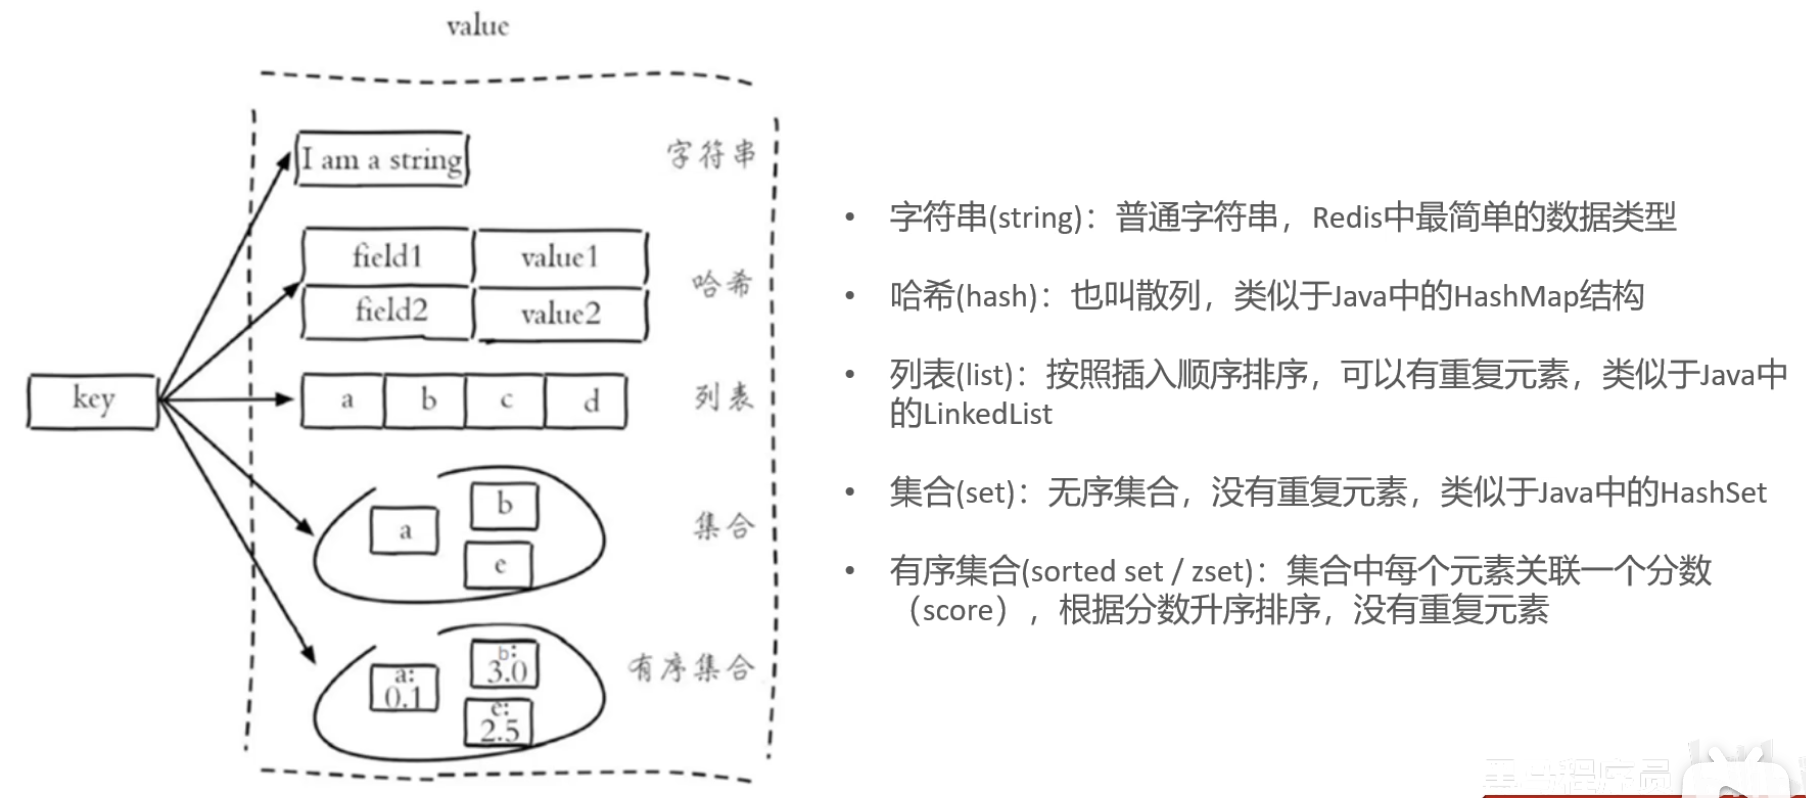 value
I am a string
字符串
field1 value1
field2 value2
哈希
key
a b c d
列表
a
b
e
集合
a:
0.1
b:
3.0
e:
2.5
有序集合
• 字符串(string)：普通字符串，Redis中最简单的数据类型
• 哈希(hash)：也叫散列，类似于Java中的HashMap结构
• 列表(list)：按照插入顺序排序，可以有重复元素，类似于Java中
的LinkedList
• 集合(set)：无序集合，没有重复元素，类似于Java中的HashSet
• 有序集合(sorted set / zset)：集合中每个元素关联一个分数
（score），根据分数升序排序，没有重复元素